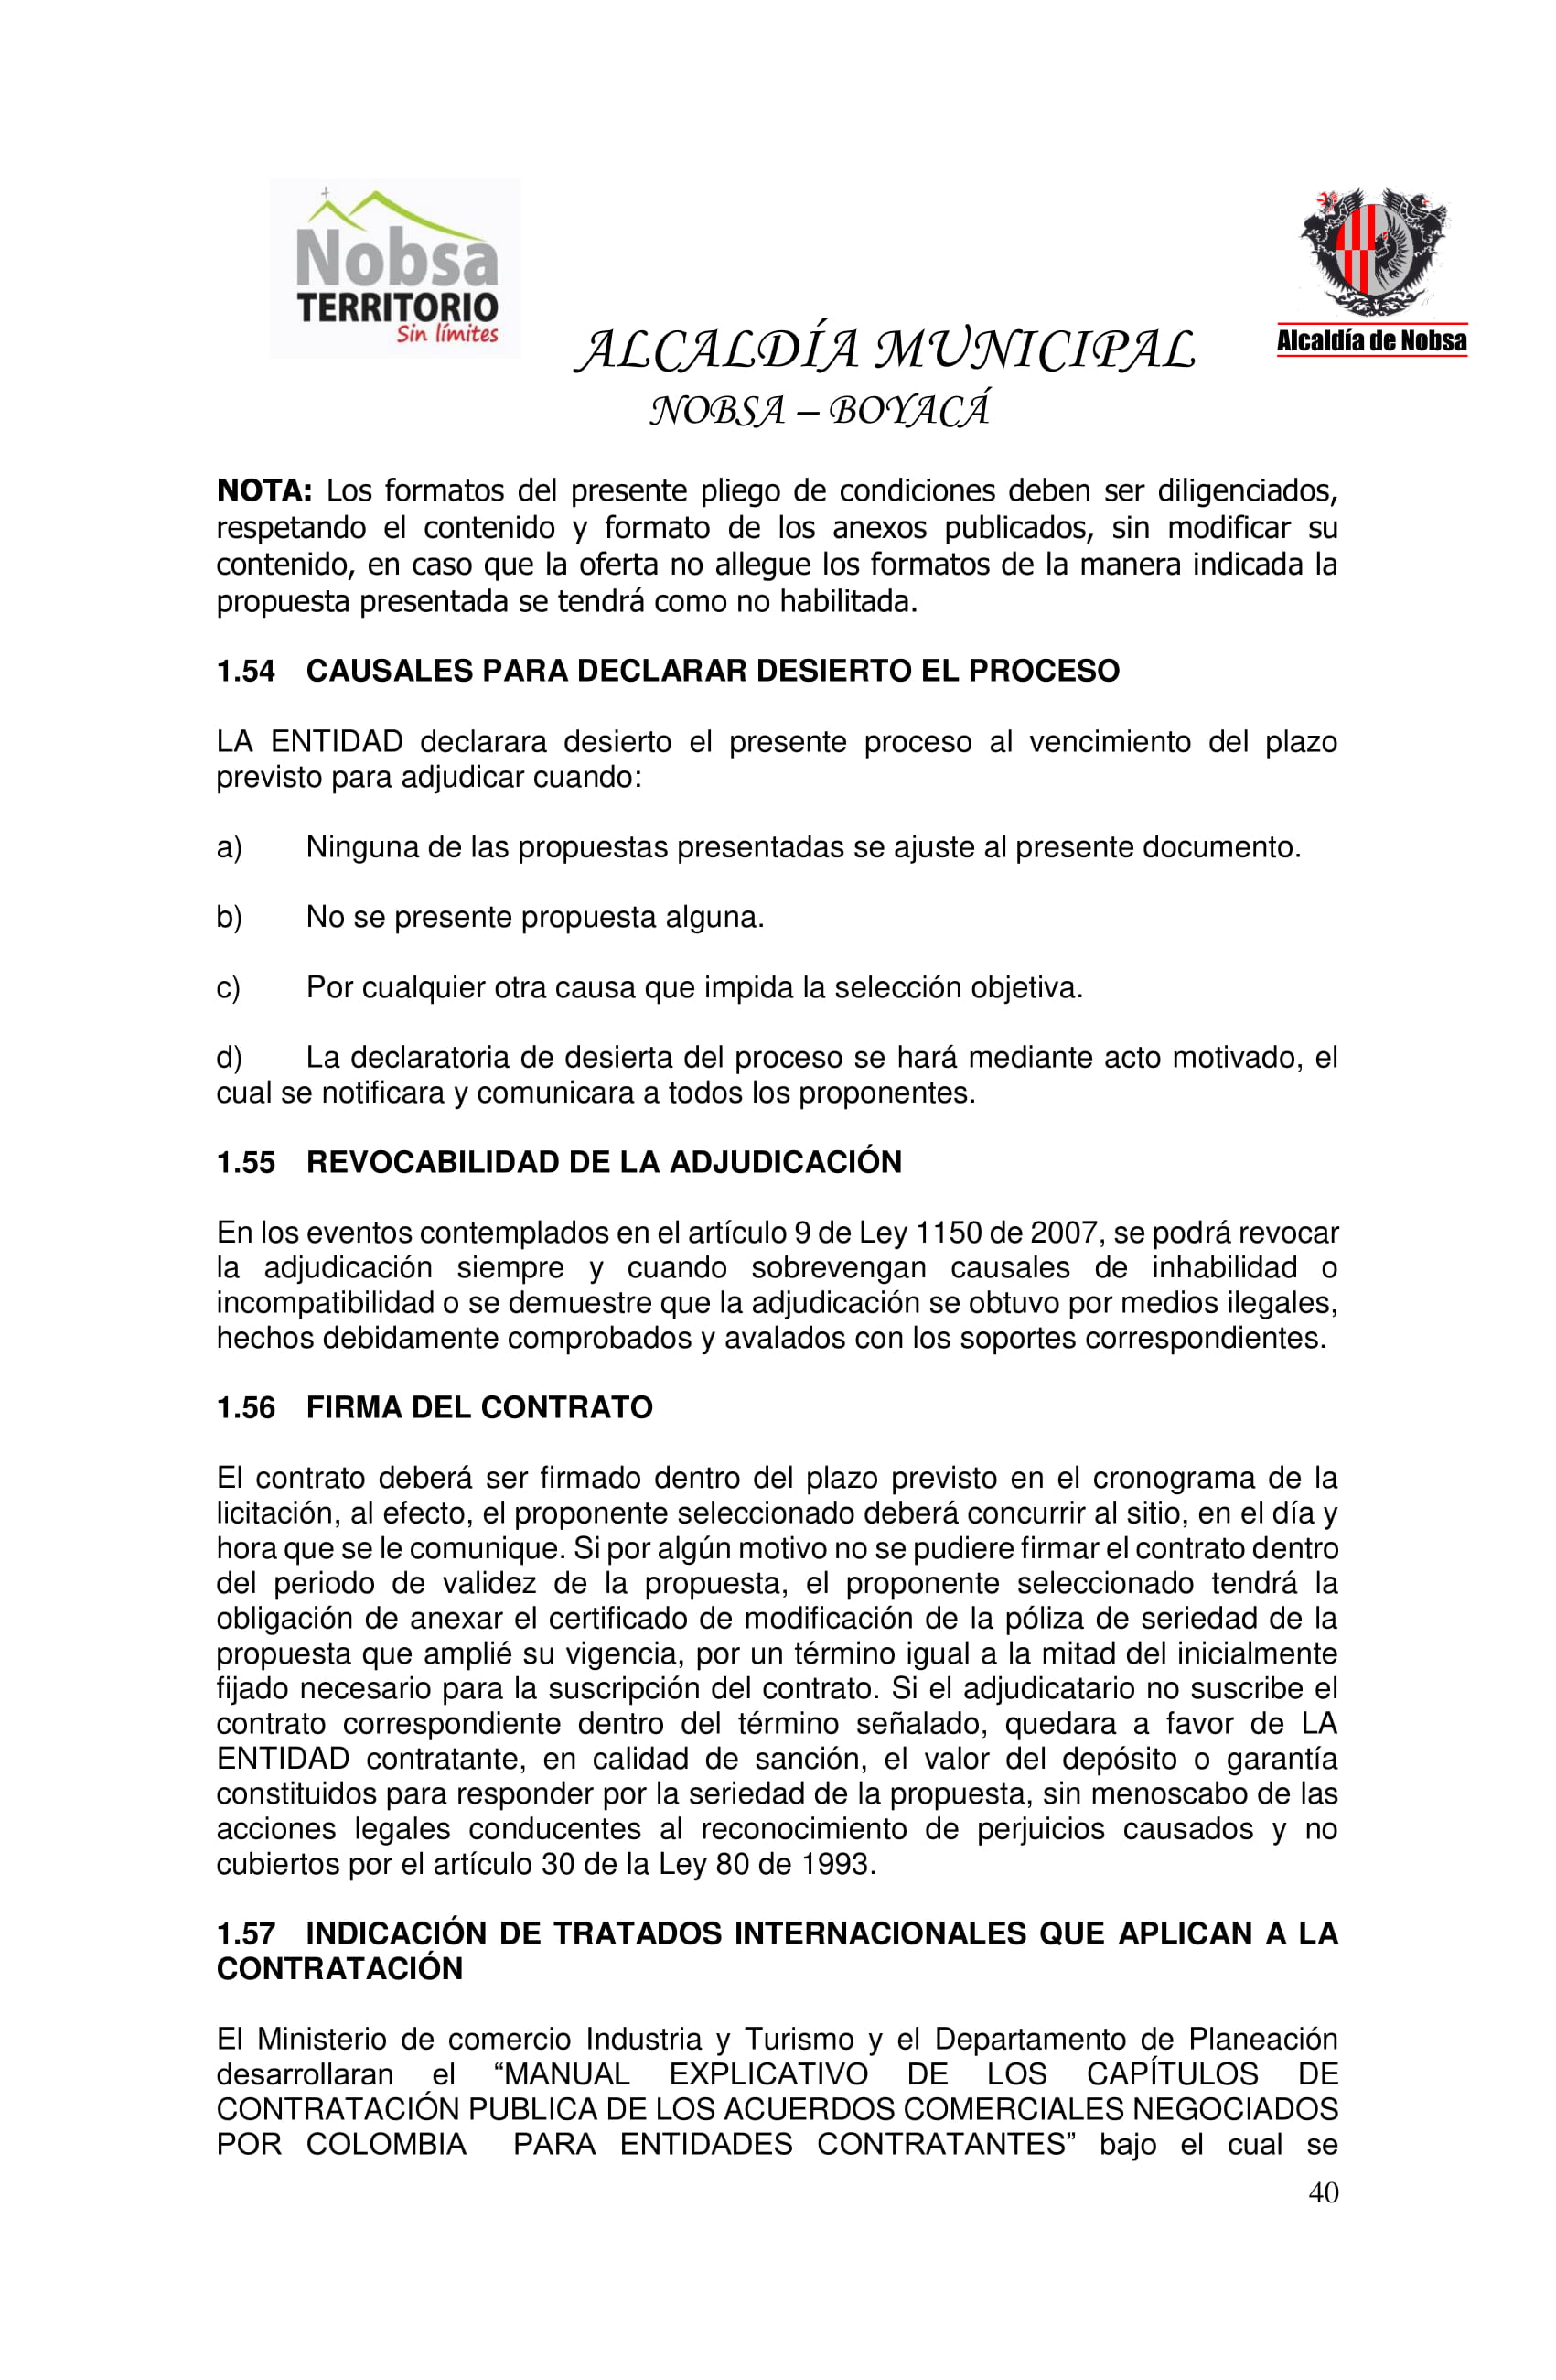 Nobsa
TERRITORIO
Sin límites
Alcaldía de Nobsa
ALCALDÍA MUNICIPAL
NOBSA – BOYACÁ
NOTA: Los formatos del presente pliego de condiciones deben ser diligenciados,
respetando el contenido y formato de los anexos publicados, sin modificar su
contenido, en caso que la oferta no allegue los formatos de la manera indicada la
propuesta presentada se tendrá como no habilitada.
1.54 CAUSALES PARA DECLARAR DESIERTO EL PROCESO
LA ENTIDAD declarara desierto el presente proceso al vencimiento del plazo
previsto para adjudicar cuando:
a) Ninguna de las propuestas presentadas se ajuste al presente documento.
b) No se presente propuesta alguna.
c) Por cualquier otra causa que impida la selección objetiva.
d) La declaratoria de desierta del proceso se hará mediante acto motivado, el
cual se notificara y comunicara a todos los proponentes.
1.55 REVOCABILIDAD DE LA ADJUDICACIÓN
En los eventos contemplados en el artículo 9 de Ley 1150 de 2007, se podrá revocar
la adjudicación siempre y cuando sobrevengan causales de inhabilidad o
incompatibilidad o se demuestre que la adjudicación se obtuvo por medios ilegales,
hechos debidamente comprobados y avalados con los soportes correspondientes.
1.56 FIRMA DEL CONTRATO
El contrato deberá ser firmado dentro del plazo previsto en el cronograma de la
licitación, al efecto, el proponente seleccionado deberá concurrir al sitio, en el día y
hora que se le comunique. Si por algún motivo no se pudiere firmar el contrato dentro
del periodo de validez de la propuesta, el proponente seleccionado tendrá la
obligación de anexar el certificado de modificación de la póliza de seriedad de la
propuesta que amplié su vigencia, por un término igual a la mitad del inicialmente
fijado necesario para la suscripción del contrato. Si el adjudicatario no suscribe el
contrato correspondiente dentro del término señalado, quedara a favor de LA
ENTIDAD contratante, en calidad de sanción, el valor del depósito o garantía
constituidos para responder por la seriedad de la propuesta, sin menoscabo de las
acciones legales conducentes al reconocimiento de perjuicios causados y no
cubiertos por el artículo 30 de la Ley 80 de 1993.
1.57 INDICACIÓN DE TRATADOS INTERNACIONALES QUE APLICAN A LA
CONTRATACIÓN
El Ministerio de comercio Industria y Turismo y el Departamento de Planeación
desarrollaran el “MANUAL EXPLICATIVO DE LOS CAPÍTULOS DE
CONTRATACIÓN PUBLICA DE LOS ACUERDOS COMERCIALES NEGOCIADOS
POR COLOMBIA PARA ENTIDADES CONTRATANTES” bajo el cual se
40